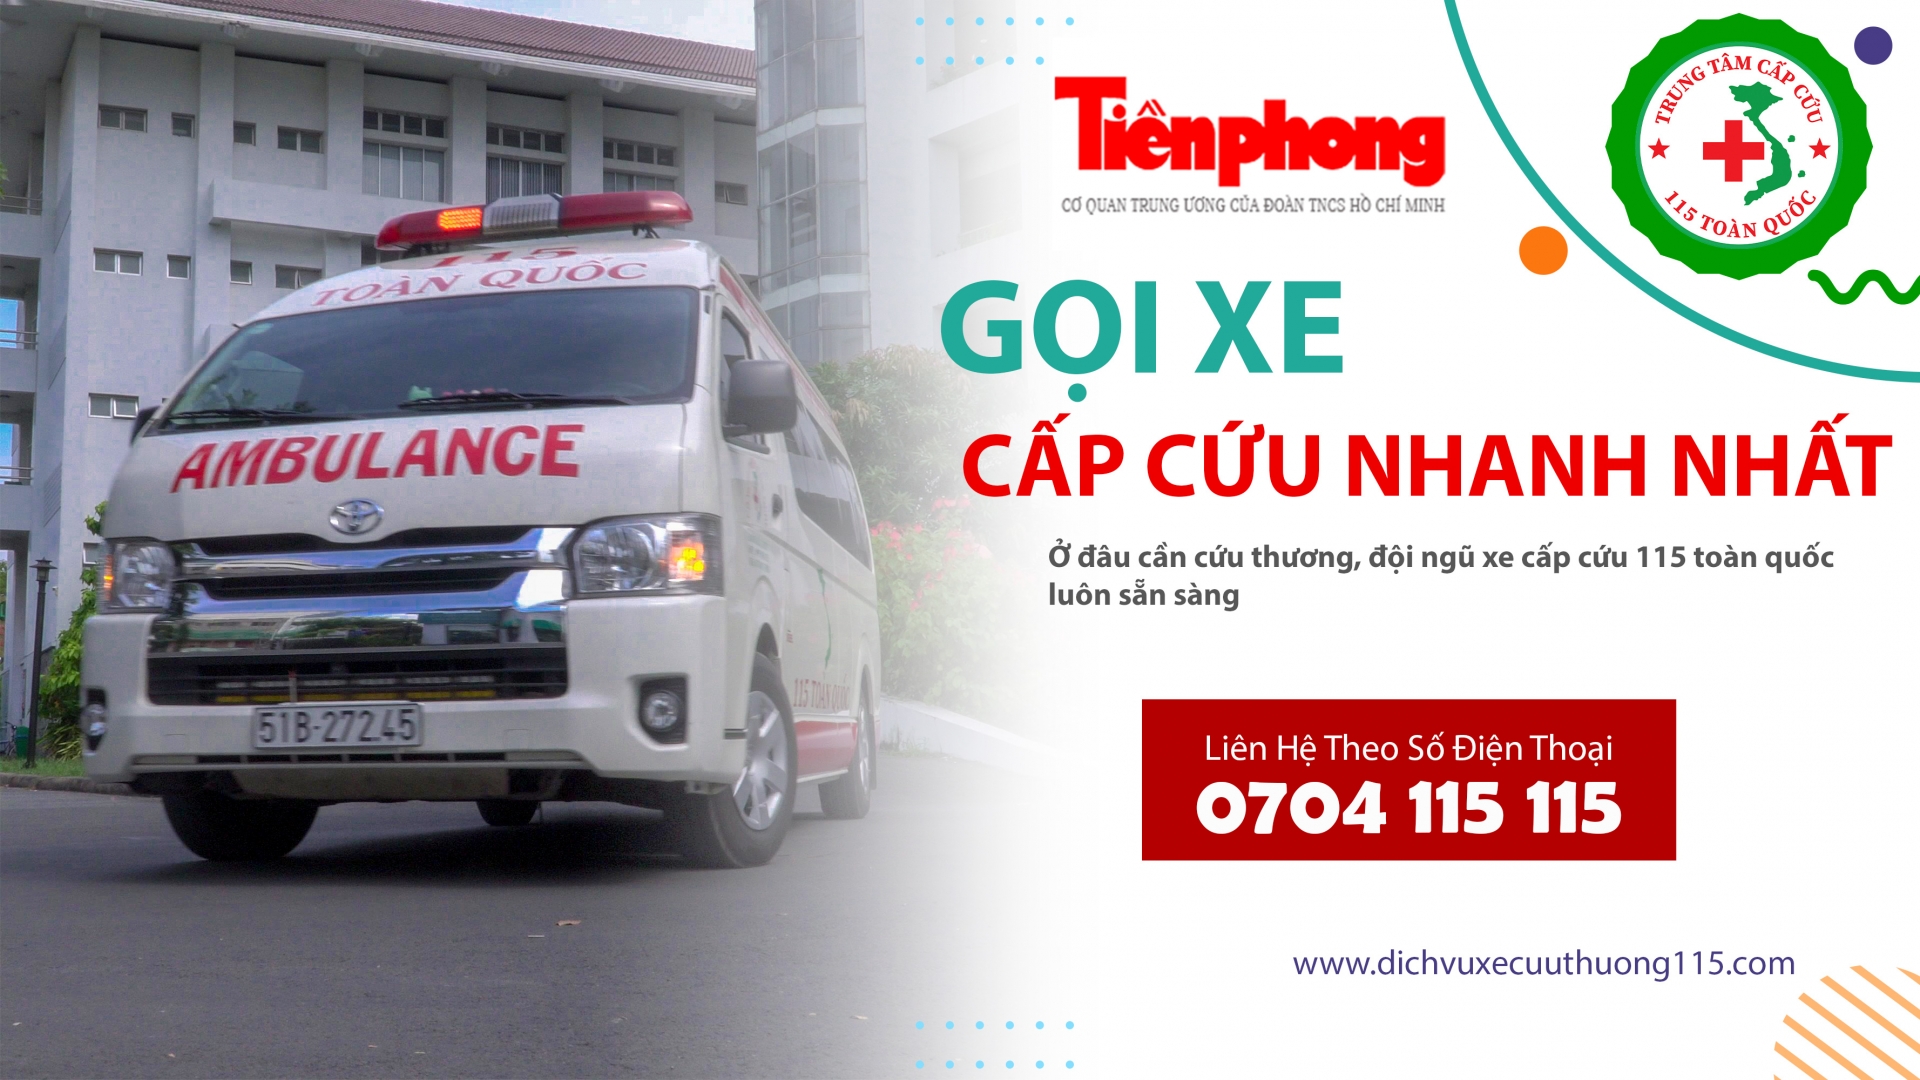 115
TOÀN QUỐC
AMBULANCE
51B-272.45
115 TOÀN QUỐC
Tiềnphong
CƠ QUAN TRUNG ƯƠNG CỦA ĐOÀN TNCS HỒ CHÍ MINH
TRUNG TÂM CẤP CỨU
115 TOÀN QUỐC
GỌI XE
CẤP CỨU NHANH NHẤT
Ở đâu cần cứu thương, đội ngũ xe cấp cứu 115 toàn quốc
luôn sẵn sàng
Liên Hệ Theo Số Điện Thoại
0704 115 115
www.dichvuxecuuthuong115.com